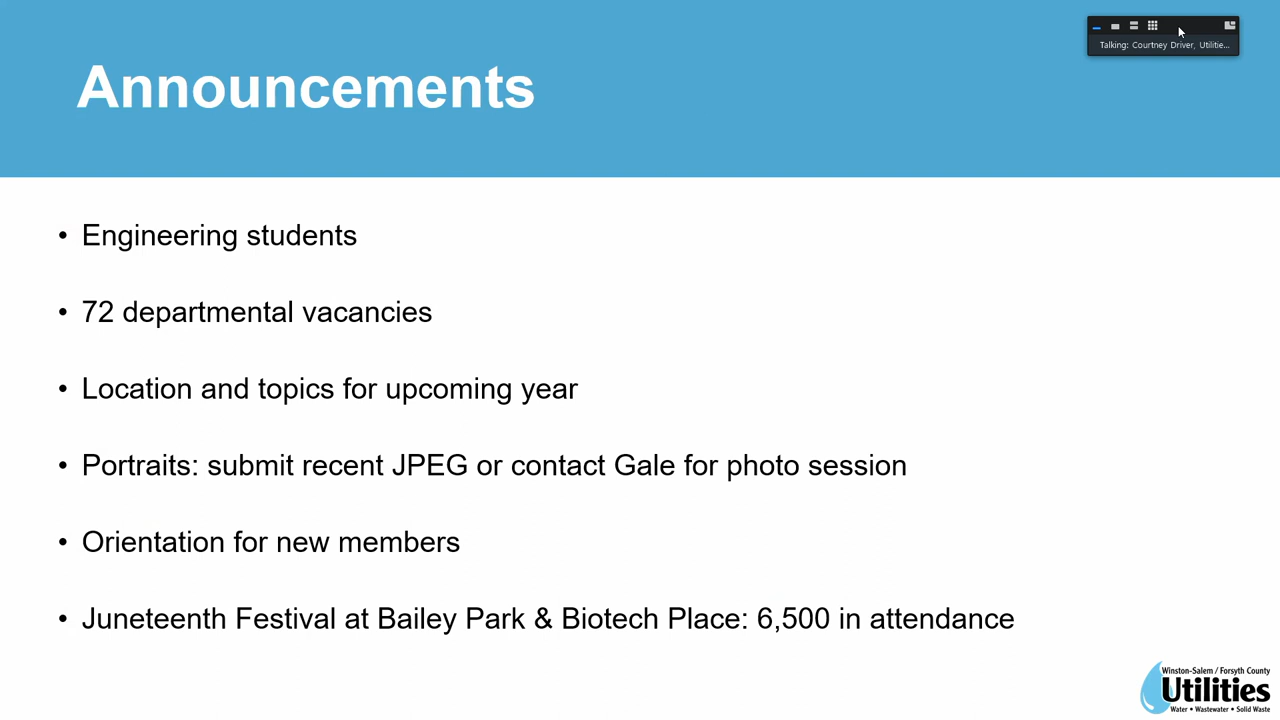 Talking: Courtney Driver, Utilitie...
Announcements
• Engineering students
• 72 departmental vacancies
• Location and topics for upcoming year
• Portraits: submit recent JPEG or contact Gale for photo session
• Orientation for new members
• Juneteenth Festival at Bailey Park & Biotech Place: 6,500 in attendance
Winston-Salem / Forsyth County
Utilities
Water • Wastewater • Solid Waste